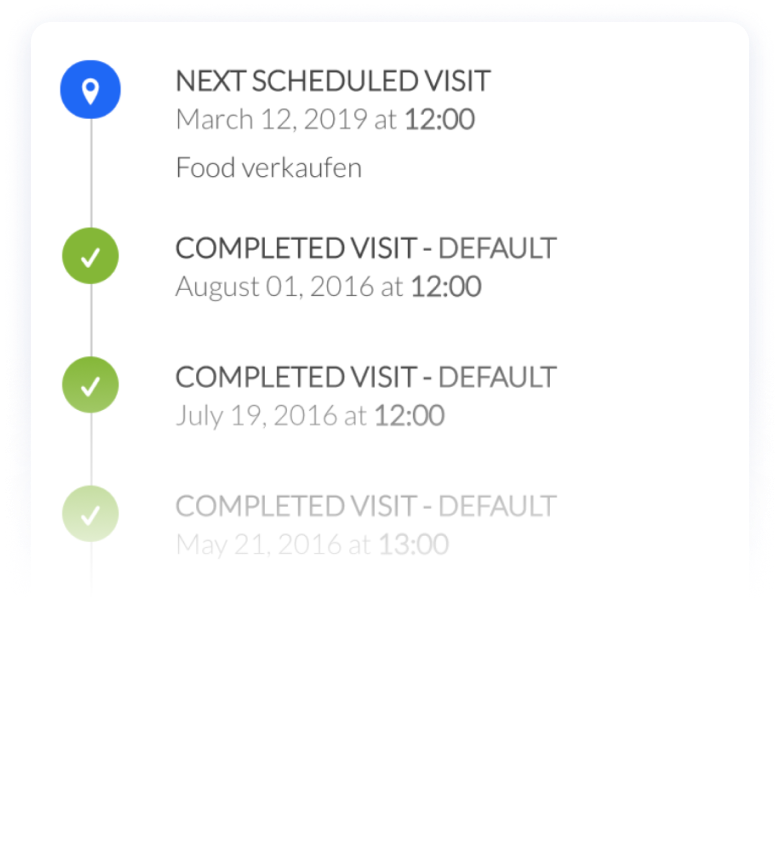 NEXT SCHEDULED VISIT
March 12, 2019 at 12:00
Food verkaufen
COMPLETED VISIT - DEFAULT
August 01, 2016 at 12:00
COMPLETED VISIT - DEFAULT
July 19, 2016 at 12:00
COMPLETED VISIT - DEFAULT
May 21, 2016 at 13:00